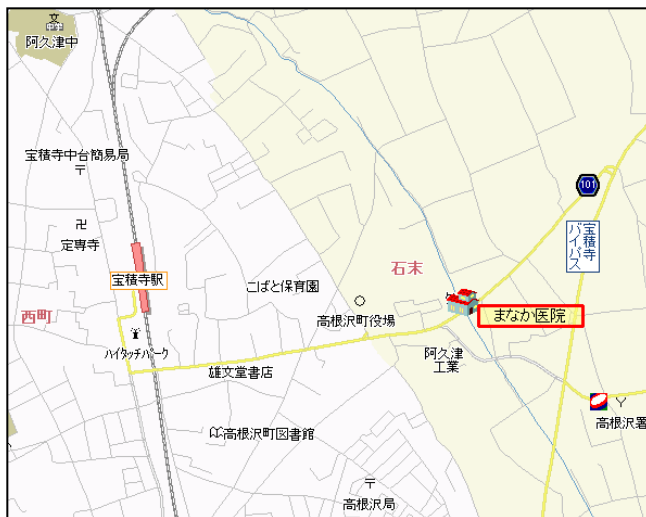 阿久津中
宝積寺中台簡易局
定専寺
宝積寺駅
西町
ハイタッチパーク
こばと保育園
石末
高根沢町役場
雄文堂書店
高根沢町図書館
高根沢局
101
宝積寺
バイパス
まなか医院
阿久津
工業
高根沢署